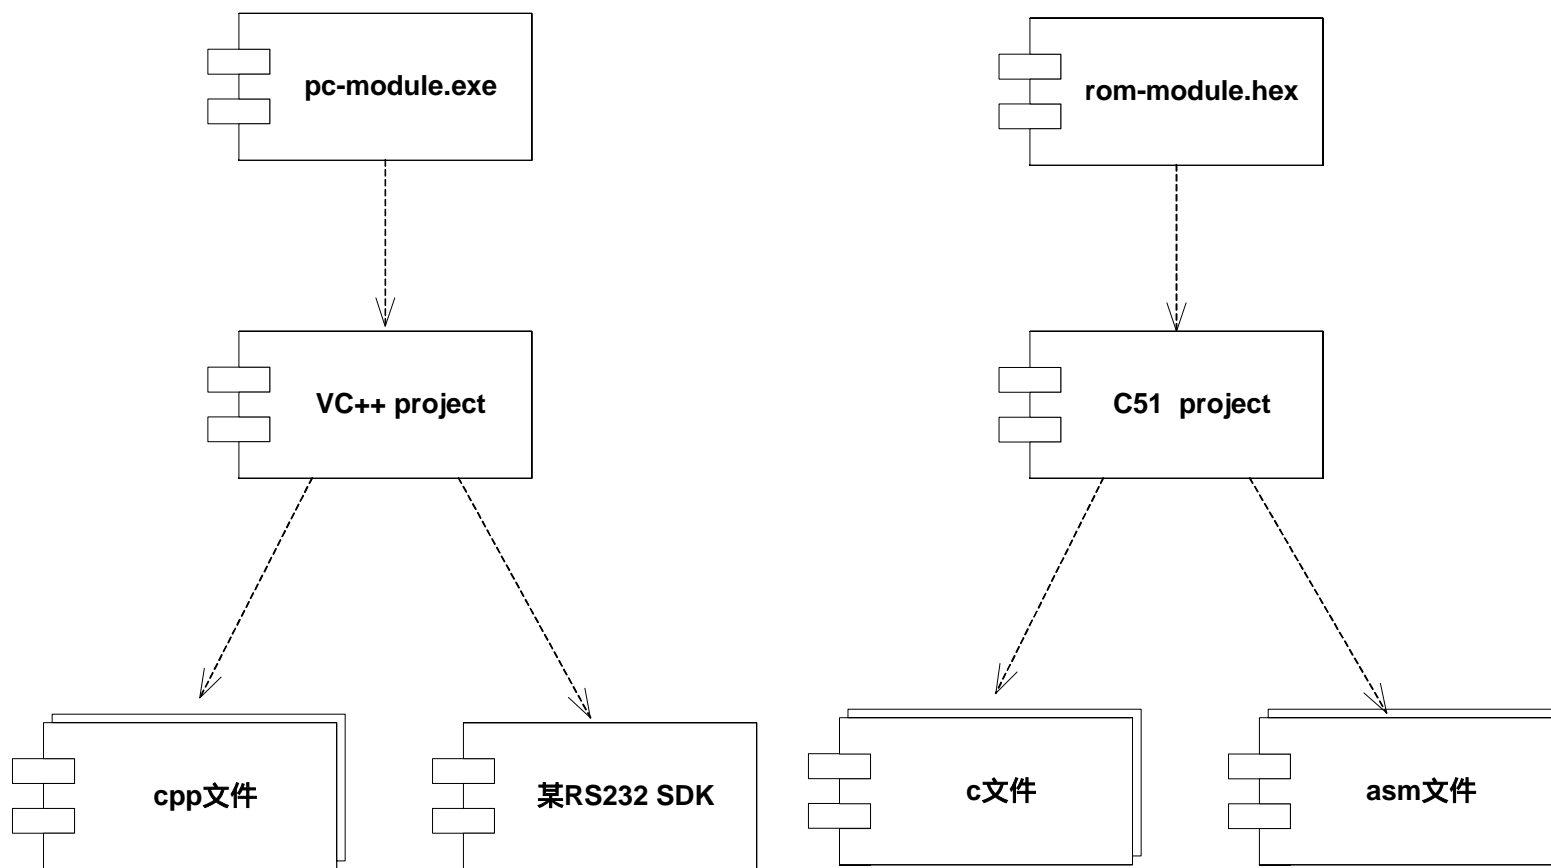 pc-module.exe
rom-module.hex
VC++ project
C51  project
cpp文件
某RS232 SDK
c文件
asm文件